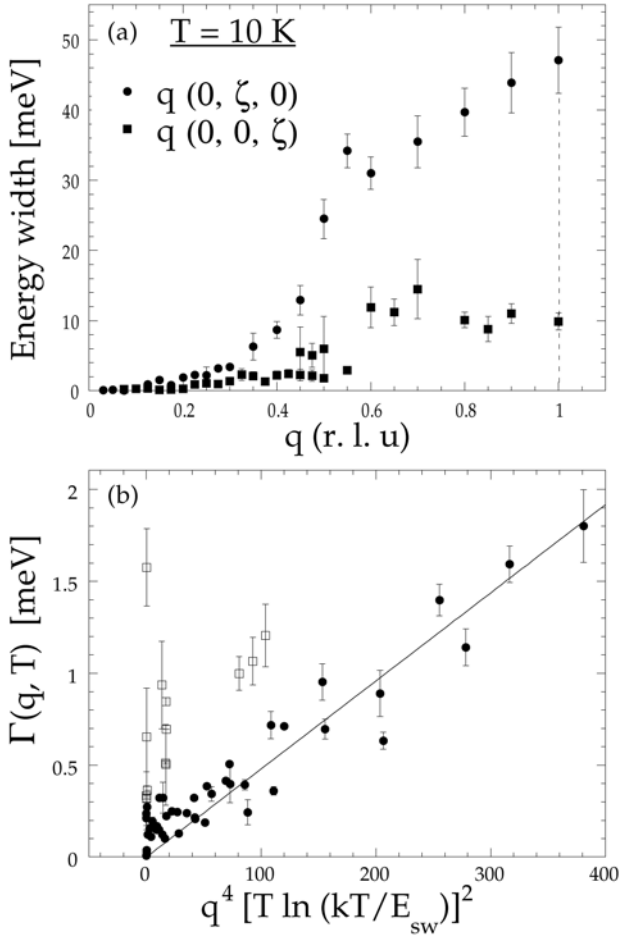 (a) T = 10 K
q (0, ζ, 0)
q (0, 0, ζ)
Energy width [meV]
50
40
30
20
10
0
0 0.2 0.4 0.6 0.8 1
q (r. l. u)
(b)
Γ(q, T) [meV]
2
1.5
1
0.5
0
0 100 200 300 400
q⁴ [T ln (kT/E_sw)]²